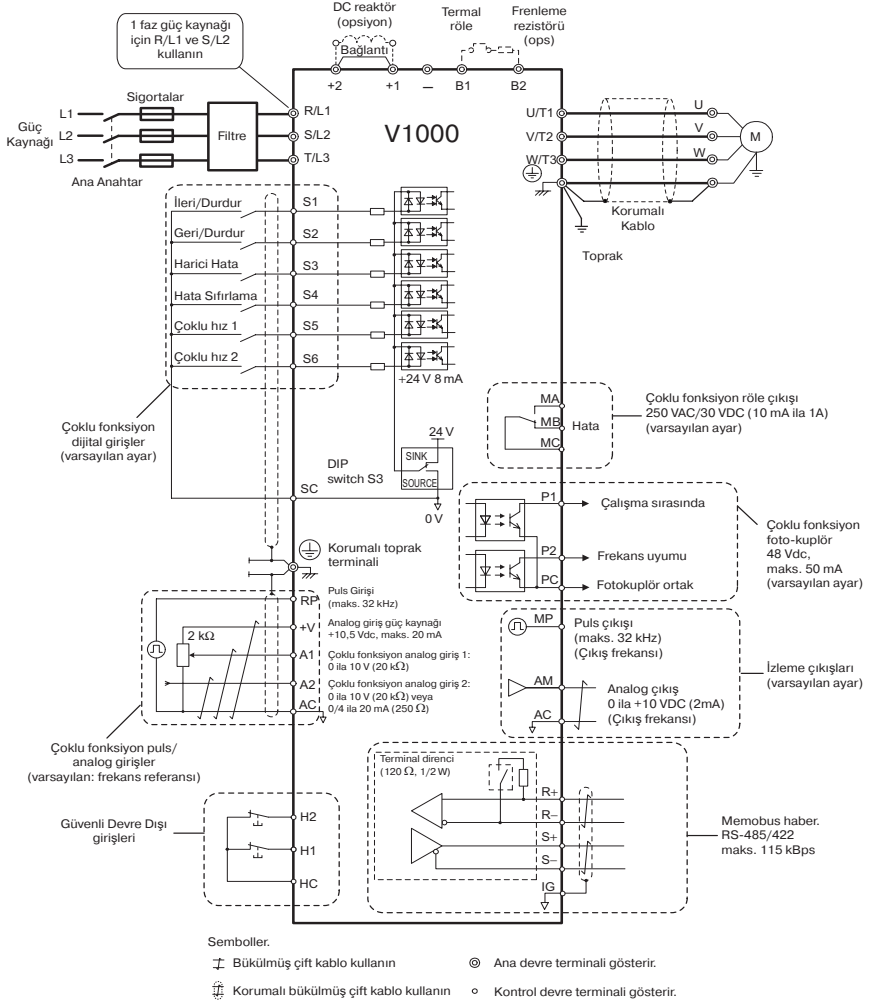 DC reaktör
(opsiyon)
Termal
röle
Frenleme
rezistörü
(ops)
1 faz güç kaynağı
için R/L1 ve S/L2
kullanın
Bağlantı
+2
+1
–
B1
B2
Sigortalar
L1
Güç
Kaynağı
L2
L3
Filtre
Ana Anahtar
R/L1
S/L2
T/L3
V1000
U/T1
V/T2
W/T3
U
V
W
M
Korumalı
Kablo
Toprak
İleri/Durdur
S1
Geri/Durdur
S2
Harici Hata
S3
Hata Sıfırlama
S4
Çoklu hız 1
S5
Çoklu hız 2
S6
+24 V 8 mA
Çoklu fonksiyon
dijital girişler
(varsayılan ayar)
24 V
SINK
SOURCE
DIP
switch S3
SC
0 V
MA
MB
MC
Hata
Çoklu fonksiyon röle çıkışı
250 VAC/30 VDC (10 mA ila 1A)
(varsayılan ayar)
P1
Çalışma sırasında
P2
Frekans uyumu
PC
Fotokuplör ortak
Çoklu fonksiyon
foto-kuplör
48 Vdc,
maks. 50 mA
(varsayılan ayar)
Korumalı toprak
terminali
RP
Puls Girişi
(maks. 32 kHz)
+V
Analog giriş güç kaynağı
+10,5 Vdc, maks. 20 mA
2 kΩ
A1
Çoklu fonksiyon analog giriş 1:
0 ila 10 V (20 kΩ)
A2
Çoklu fonksiyon analog giriş 2:
0 ila 10 V (20 kΩ) veya
0/4 ila 20 mA (250 Ω)
AC
Çoklu fonksiyon puls/
analog girişler
(varsayılan: frekans referansı)
MP
Puls çıkışı
(maks. 32 kHz)
(Çıkış frekansı)
AM
Analog çıkış
0 ila +10 VDC (2mA)
(Çıkış frekansı)
AC
İzleme çıkışları
(varsayılan ayar)
Terminal direnci
(120 Ω, 1/2 W)
R+
R–
S+
S–
IG
Memobus haber.
RS-485/422
maks. 115 kBps
Güvenli Devre Dışı
girişleri
H2
H1
HC
Semboller.
Bükülmüş çift kablo kullanın
Ana devre terminali gösterir.
Korumalı bükülmüş çift kablo kullanın
Kontrol devre terminali gösterir.